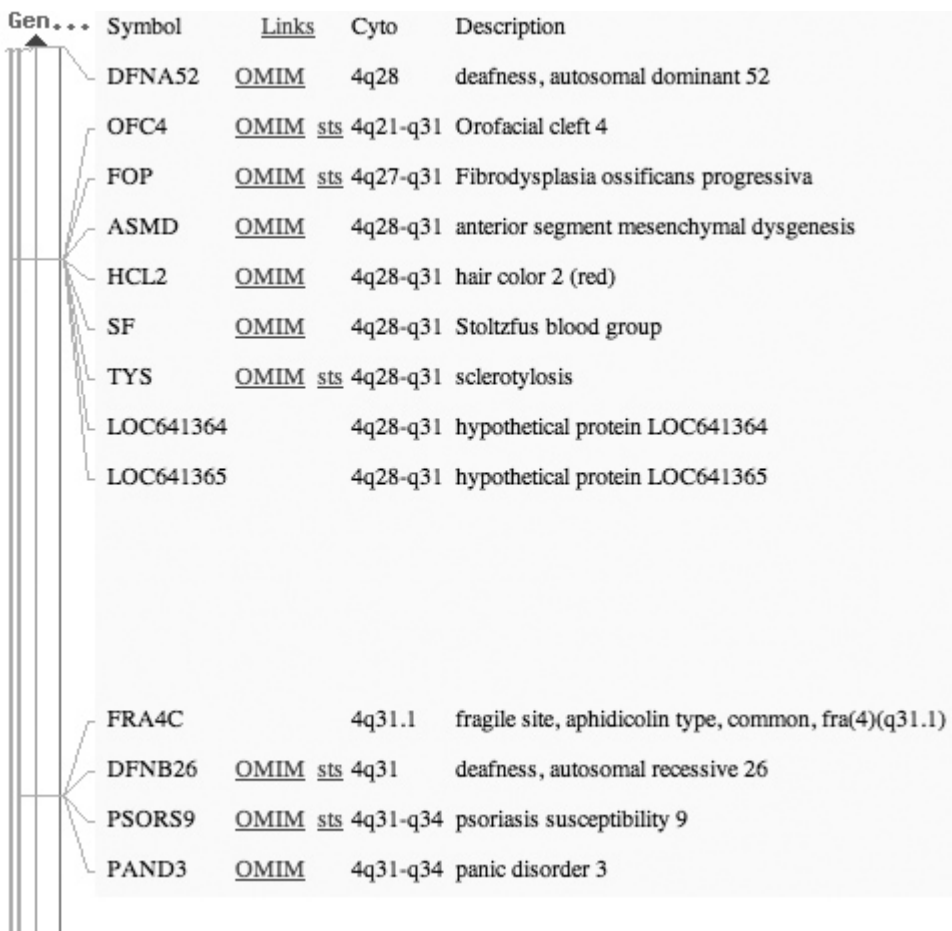 Gen... Symbol Links Cyto Description
DFNA52 OMIM 4q28 deafness, autosomal dominant 52
OFC4 OMIM sts 4q21-q31 Orofacial cleft 4
FOP OMIM sts 4q27-q31 Fibrodysplasia ossificans progressiva
ASMD OMIM 4q28-q31 anterior segment mesenchymal dysgenesis
HCL2 OMIM 4q28-q31 hair color 2 (red)
SF OMIM 4q28-q31 Stoltzfus blood group
TYS OMIM sts 4q28-q31 sclerotylosis
LOC641364 4q28-q31 hypothetical protein LOC641364
LOC641365 4q28-q31 hypothetical protein LOC641365
FRA4C 4q31.1 fragile site, aphidicolin type, common, fra(4)(q31.1)
DFNB26 OMIM sts 4q31 deafness, autosomal recessive 26
PSORS9 OMIM sts 4q31-q34 psoriasis susceptibility 9
PAND3 OMIM 4q31-q34 panic disorder 3